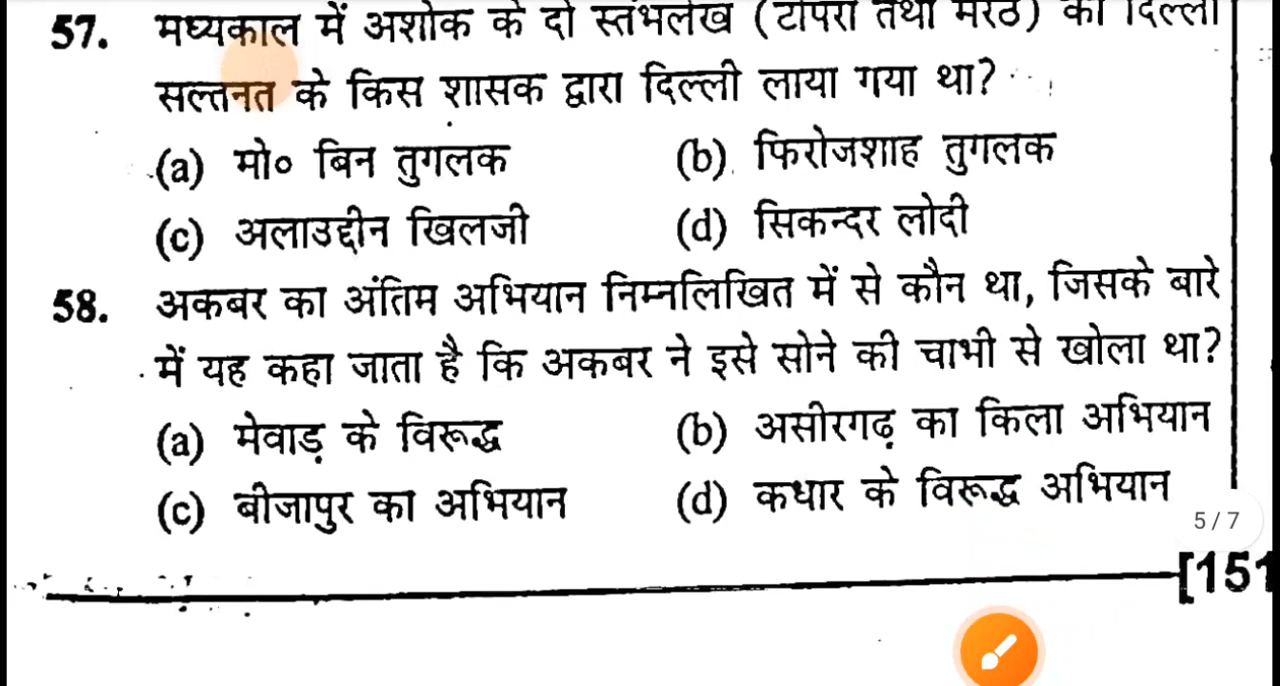 57. मध्यकाल में अशोक के दो स्तंभलेख (टोपरा तथा मेरठ) को दिल्ली
सल्तनत के किस शासक द्वारा दिल्ली लाया गया था?
(a) मो० बिन तुगलक (b) फिरोजशाह तुगलक
(c) अलाउद्दीन खिलजी (d) सिकन्दर लोदी
58. अकबर का अंतिम अभियान निम्नलिखित में से कौन था, जिसके बारे
में यह कहा जाता है कि अकबर ने इसे सोने की चाभी से खोला था?
(a) मेवाड़ के विरूद्ध (b) असीरगढ़ का किला अभियान
(c) बीजापुर का अभियान (d) कधार के विरूद्ध अभियान
5/7
[151